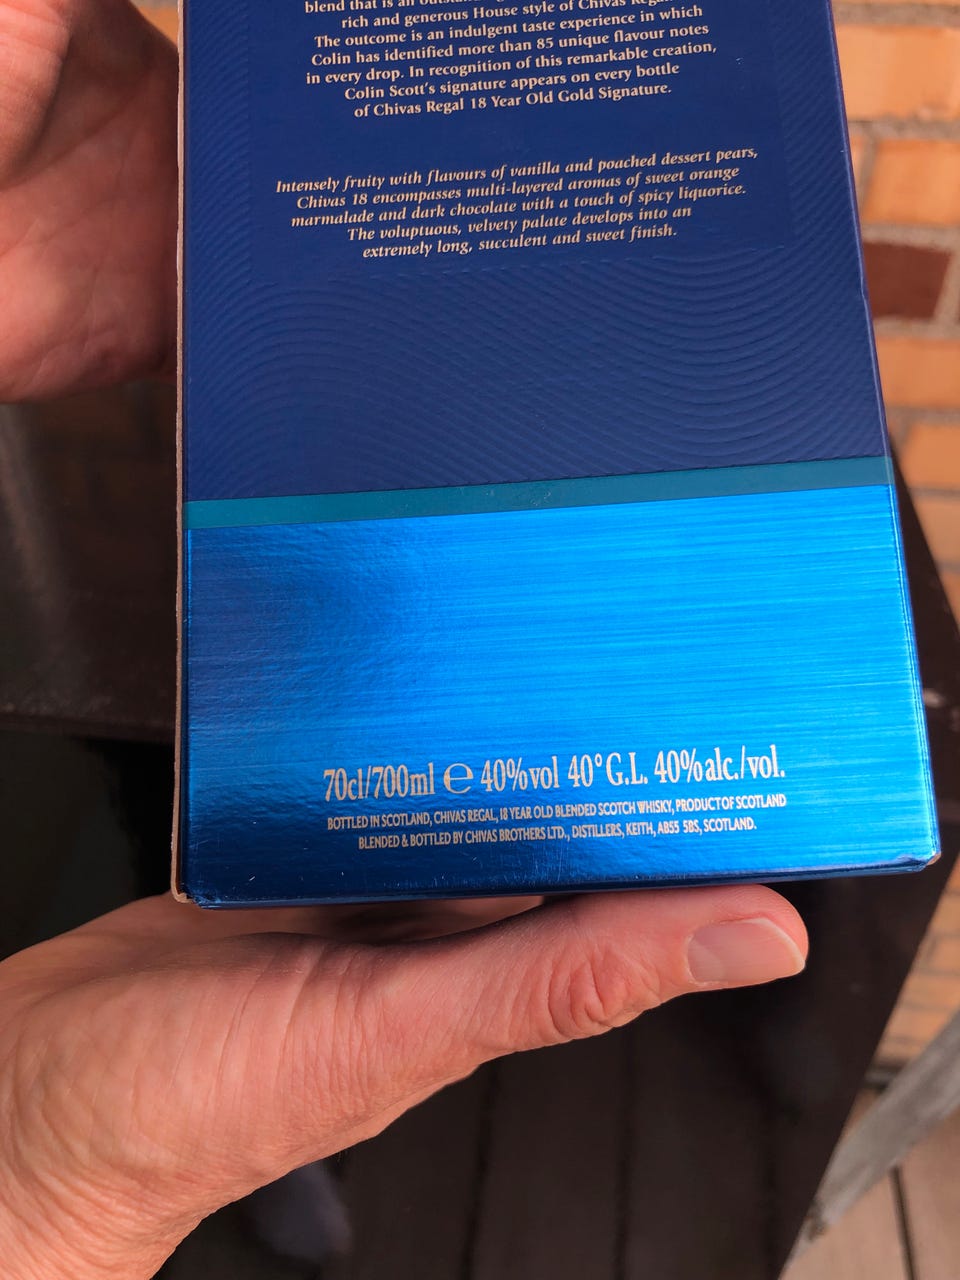 blend that is an
rich and generous House style of Chivas Regal
The outcome is an indulgent taste experience in which
Colin has identified more than 85 unique flavour notes
in every drop. In recognition of this remarkable creation,
Colin Scott's signature appears on every bottle
of Chivas Regal 18 Year Old Gold Signature.
Intensely fruity with flavours of vanilla and poached dessert pears,
Chivas 18 encompasses multi-layered aromas of sweet orange
marmalade and dark chocolate with a touch of spicy liquorice.
The voluptuous, velvety palate develops into an
extremely long, succulent and sweet finish.
70cl/700ml ℮ 40%vol 40°G.L. 40%alc./vol.
BOTTLED IN SCOTLAND, CHIVAS REGAL, 18 YEAR OLD BLENDED SCOTCH WHISKY, PRODUCT OF SCOTLAND
BLENDED & BOTTLED BY CHIVAS BROTHERS LTD., DISTILLERS, KEITH, AB55 5BS, SCOTLAND.